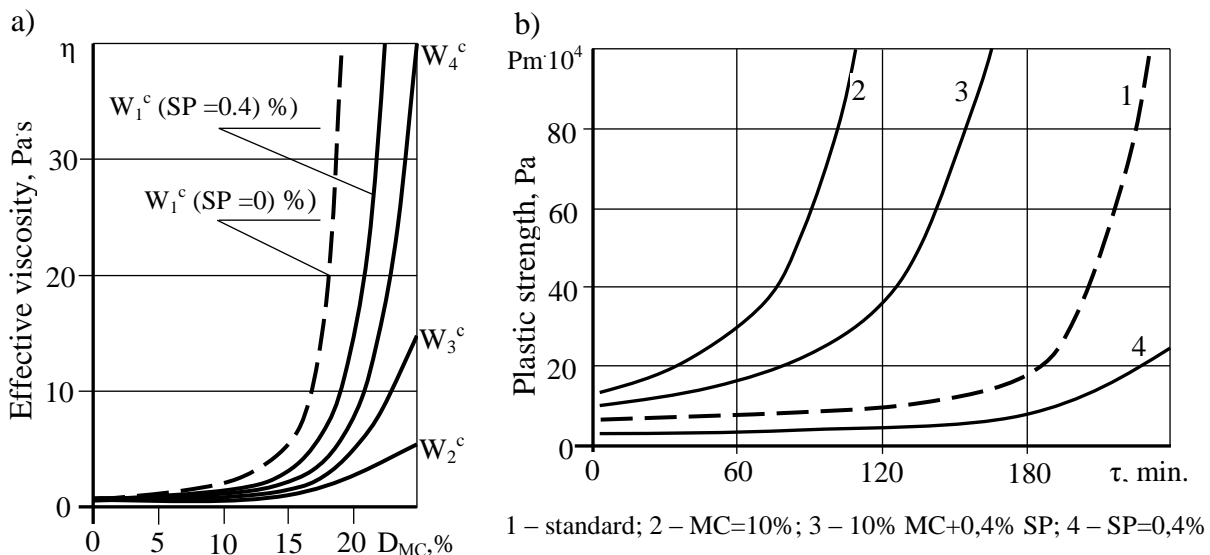 a)
η
Effective viscosity, Pa·s
30
20
10
0
W₁ᶜ (SP =0.4) %)
W₁ᶜ (SP =0) %)
W₄ᶜ
W₃ᶜ
W₂ᶜ
0 5 10 15 20 D_MC,%
b)
Pm·10⁴
Plastic strength, Pa
80
60
40
20
0
2
3
1
4
0 60 120 180 τ, min.
1 – standard; 2 – MC=10%; 3 – 10% MC+0,4% SP; 4 – SP=0,4%